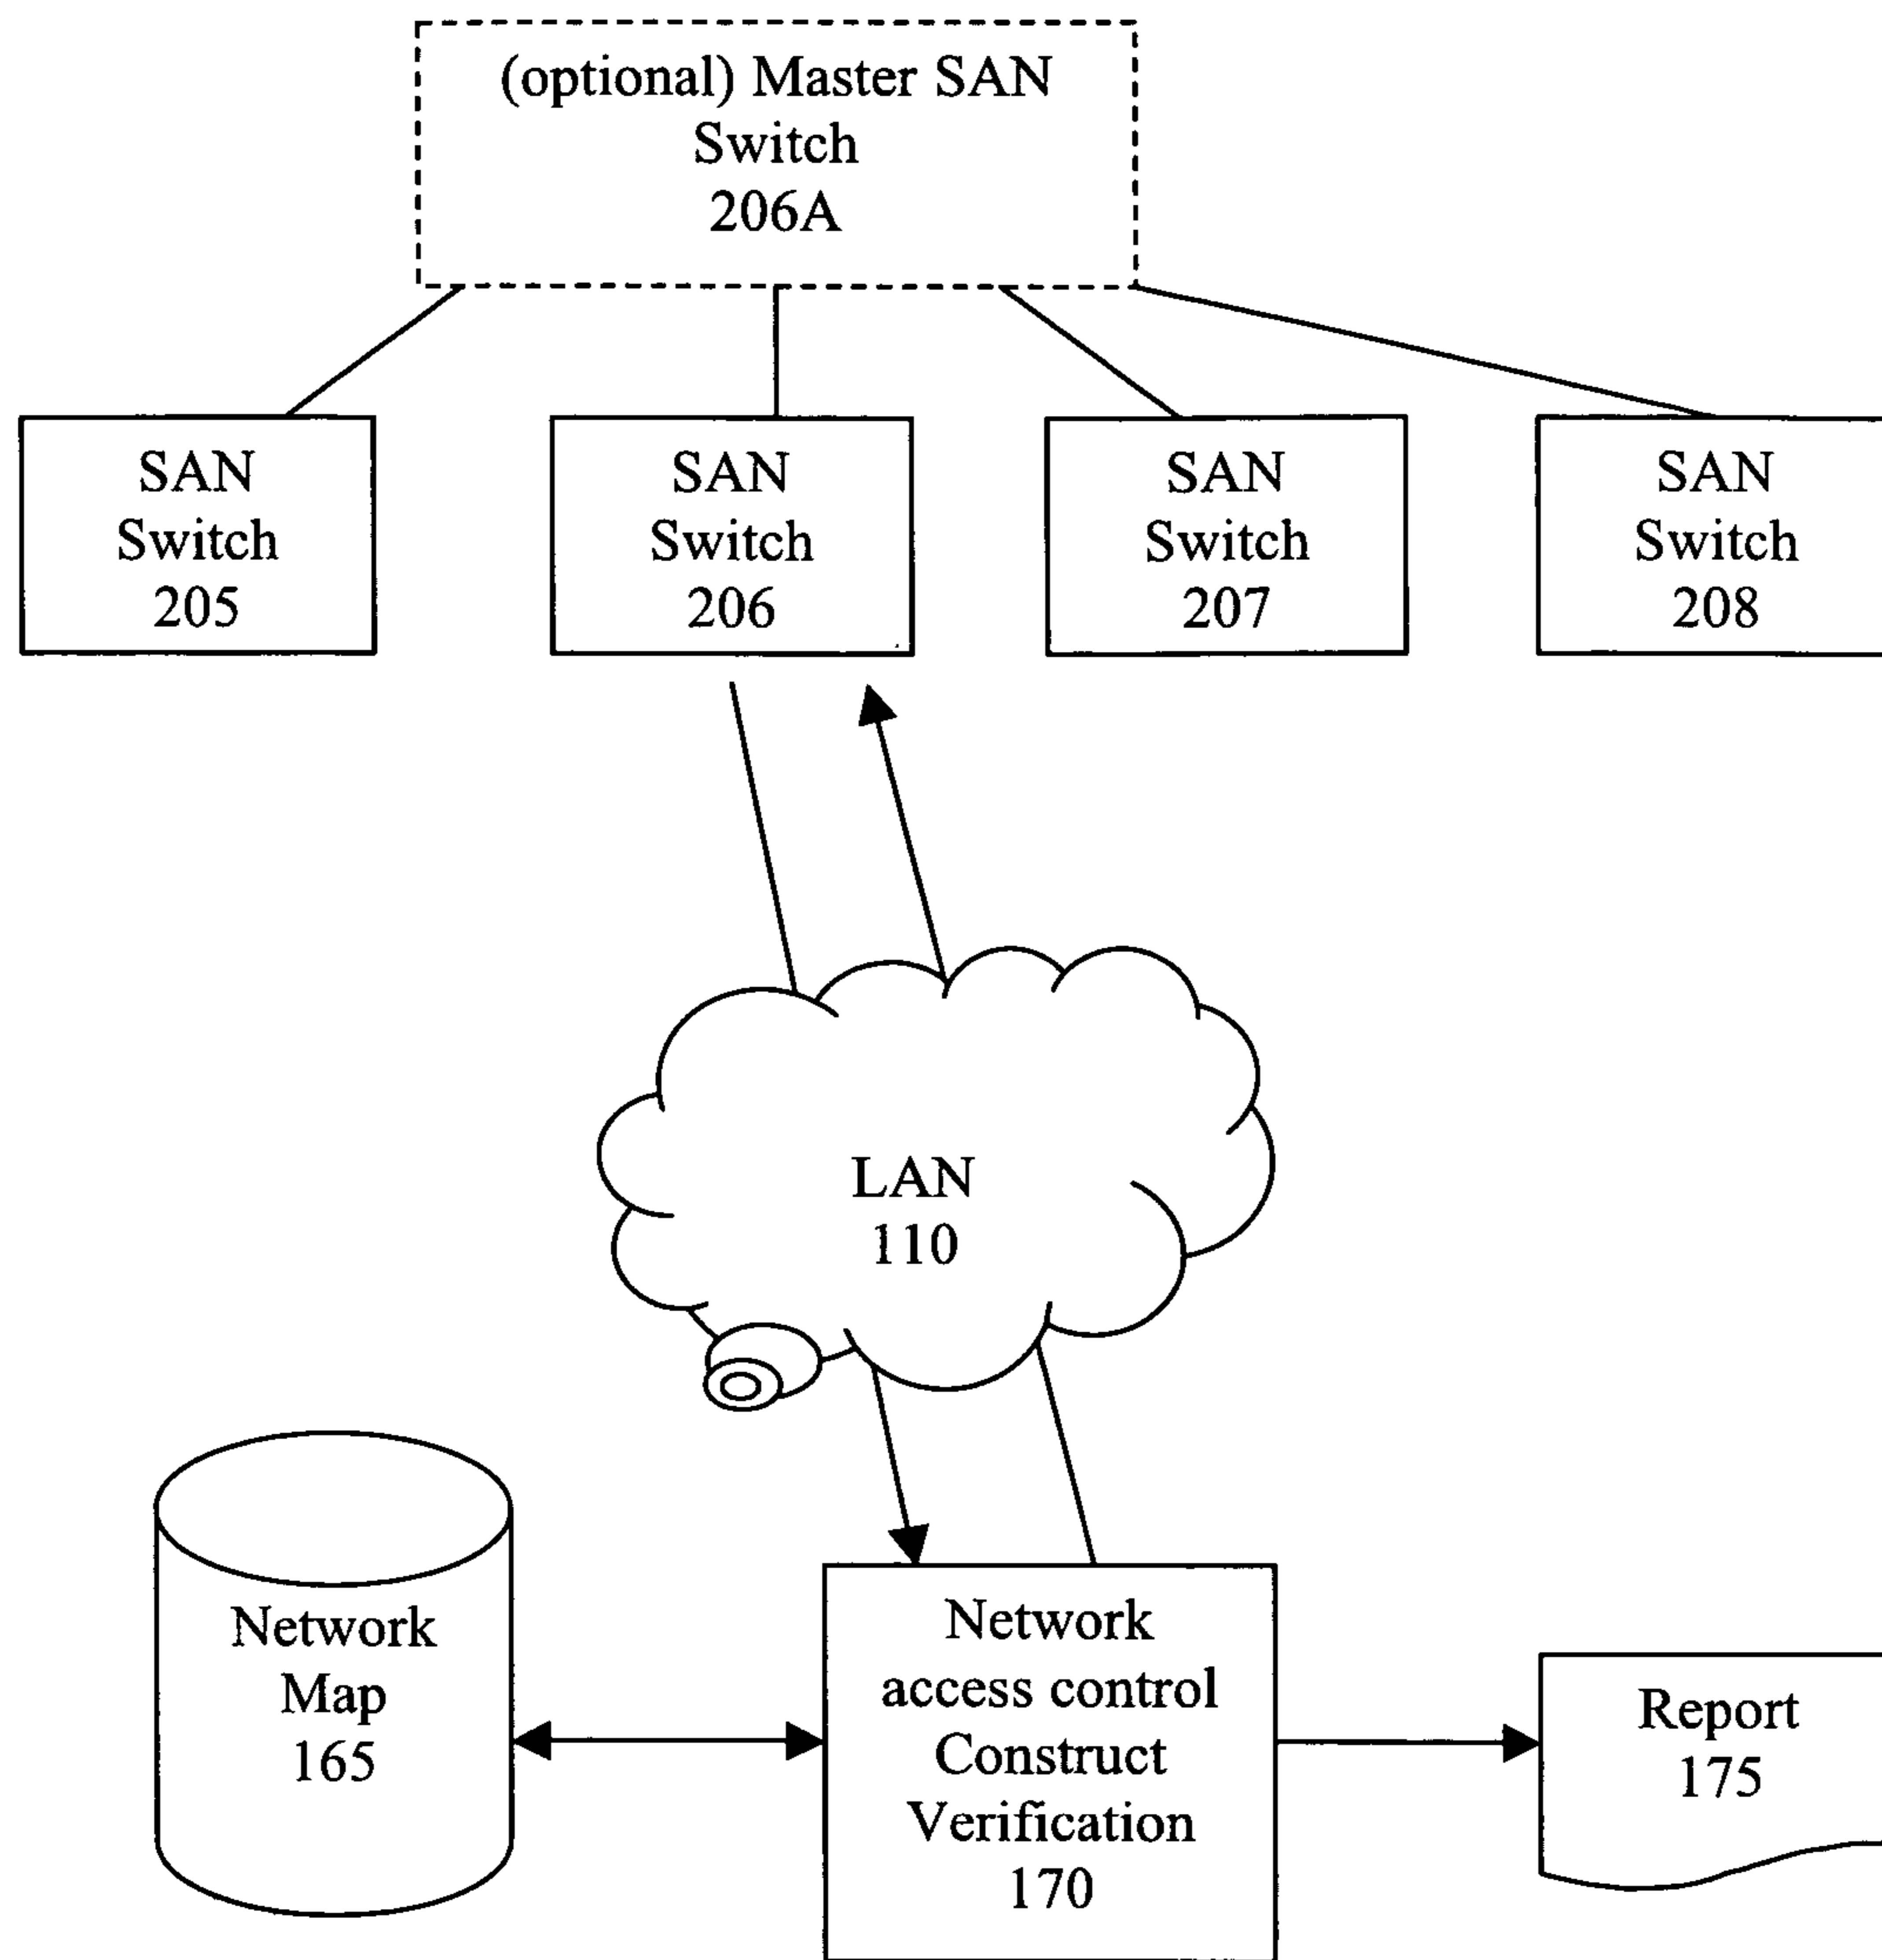 (optional) Master SAN
Switch
206A
SAN
Switch
205
SAN
Switch
206
SAN
Switch
207
SAN
Switch
208
LAN
110
Network
Map
165
Network
access control
Construct
Verification
170
Report
175